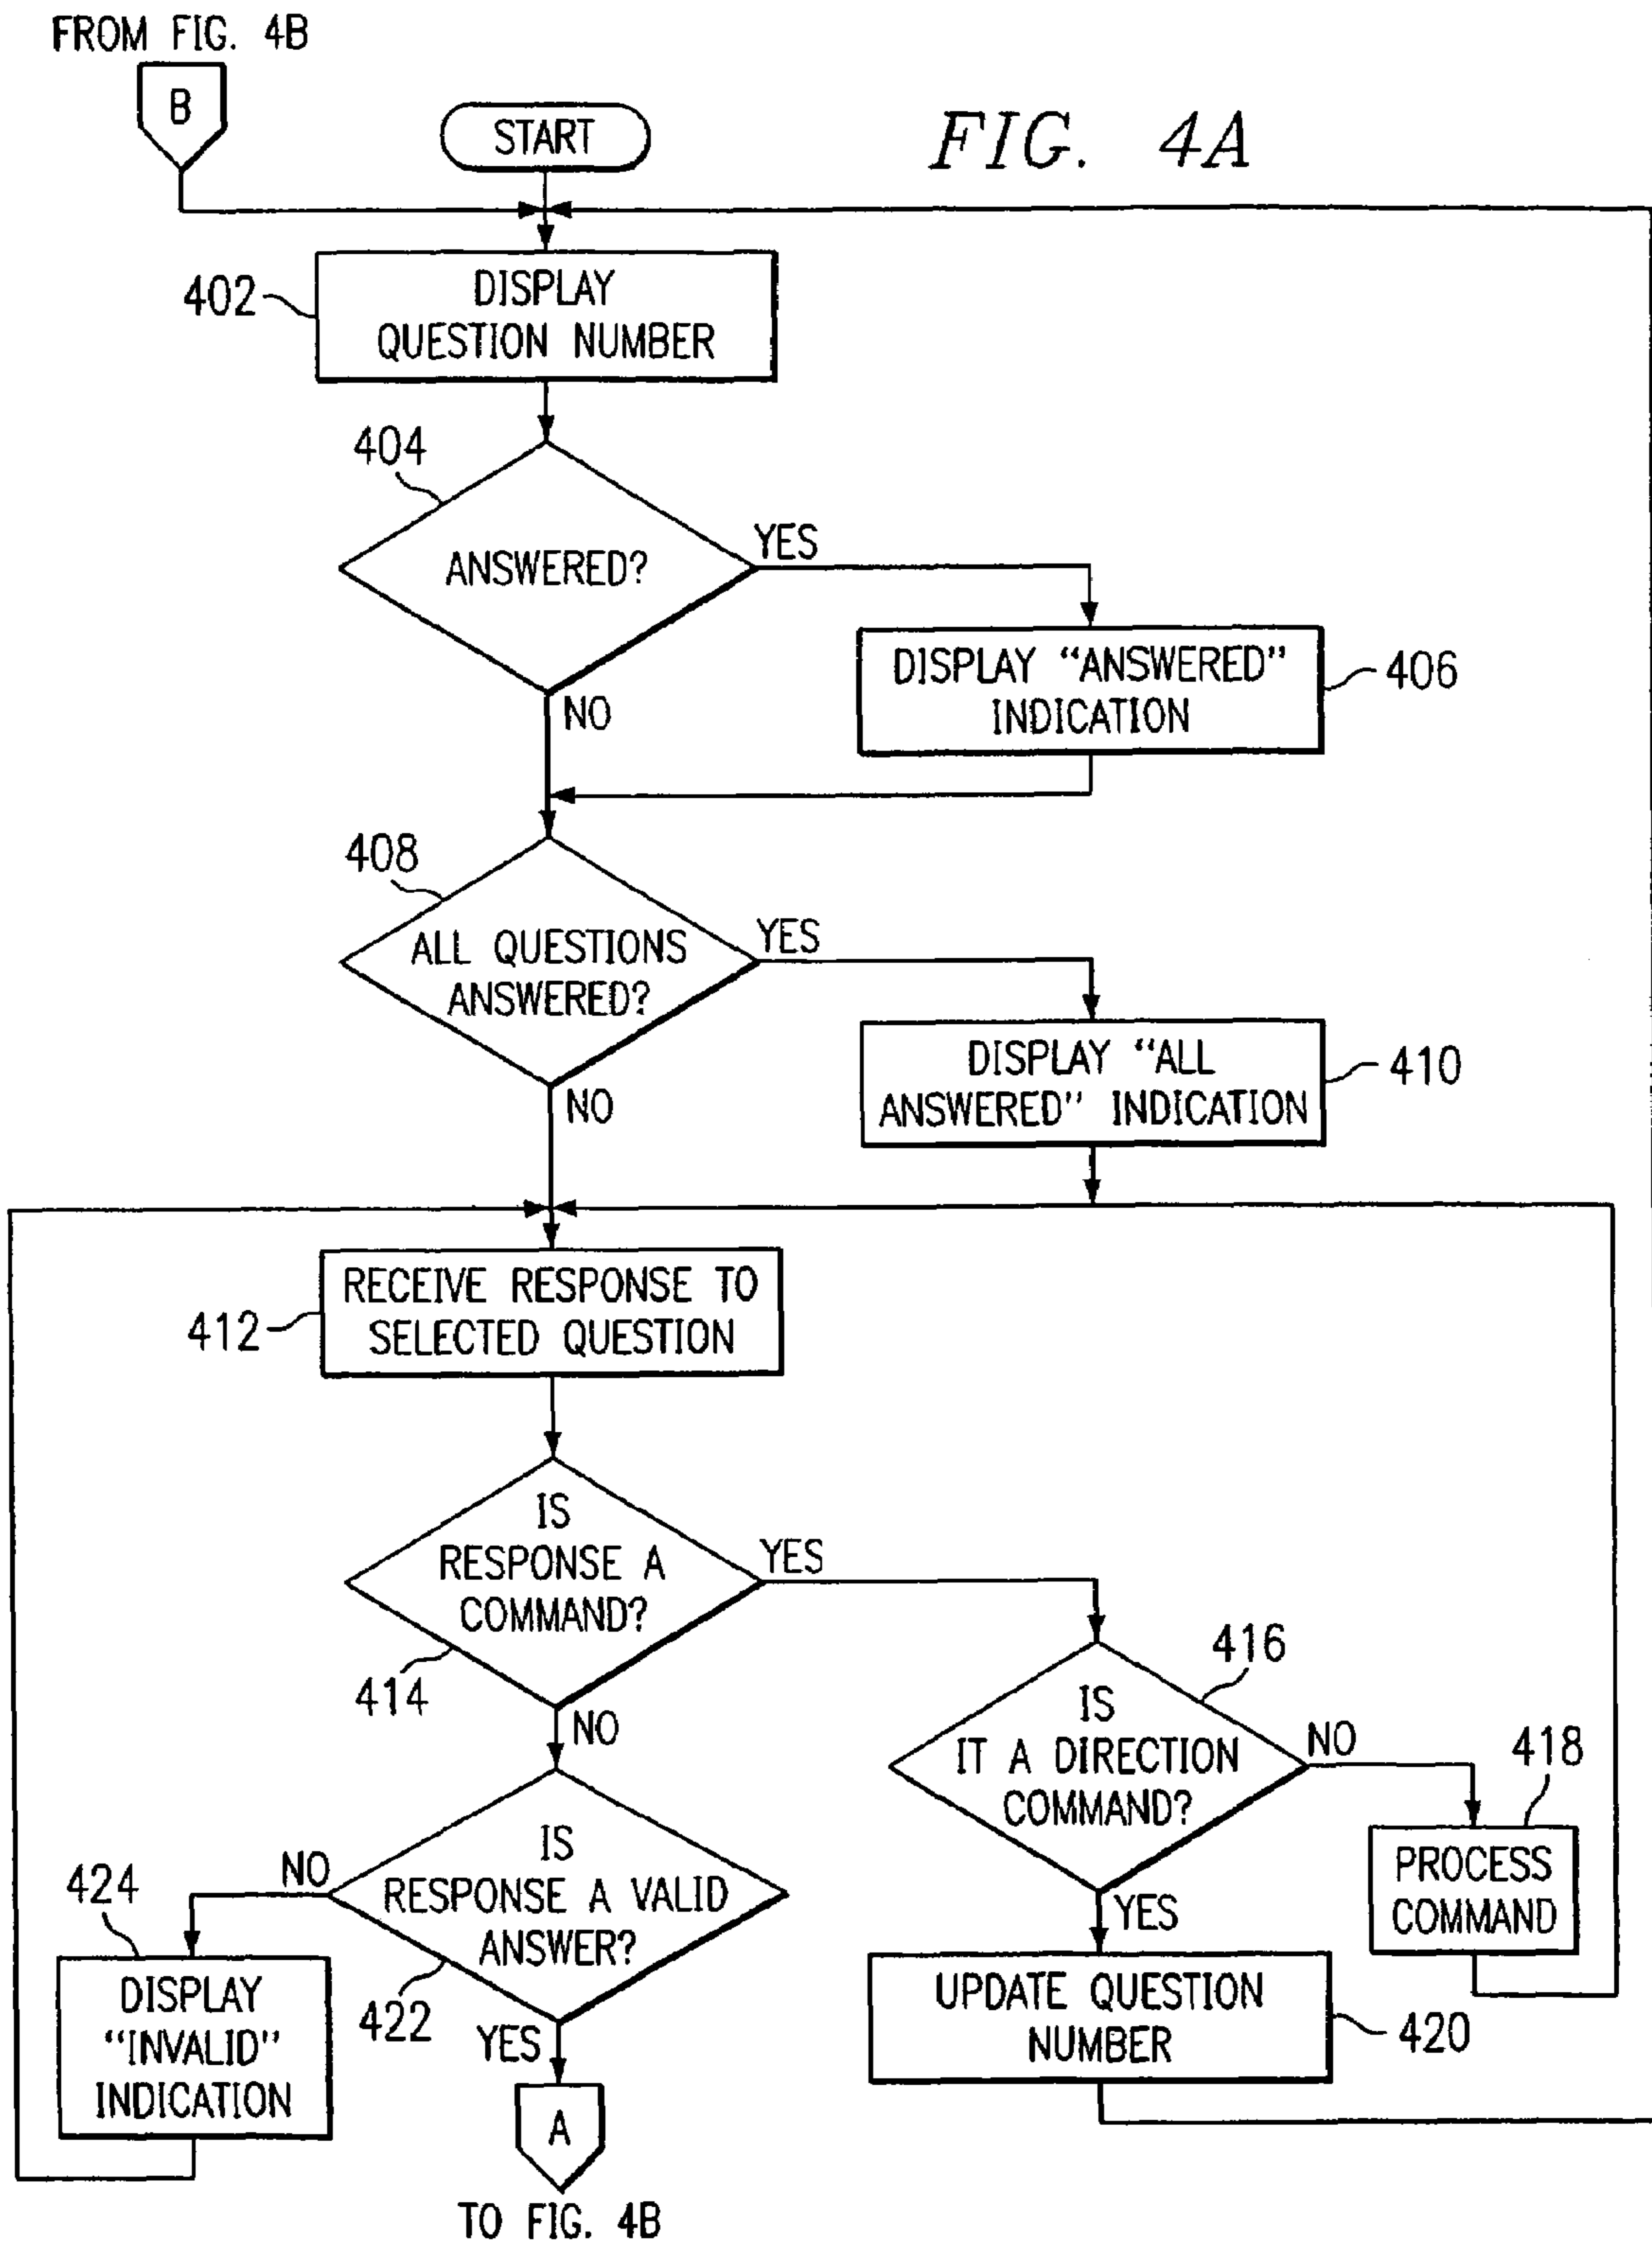 FROM FIG. 4B
B
START
FIG. 4A
402
DISPLAY
QUESTION NUMBER
404
ANSWERED?
YES
NO
DISPLAY “ANSWERED”
INDICATION
406
408
ALL QUESTIONS
ANSWERED?
YES
NO
DISPLAY “ALL
ANSWERED” INDICATION
410
412
RECEIVE RESPONSE TO
SELECTED QUESTION
IS
RESPONSE A
COMMAND?
414
YES
NO
416
IS
IT A DIRECTION
COMMAND?
NO
YES
418
PROCESS
COMMAND
IS
RESPONSE A VALID
ANSWER?
422
NO
YES
424
DISPLAY
“INVALID”
INDICATION
UPDATE QUESTION
NUMBER
420
A
TO FIG. 4B